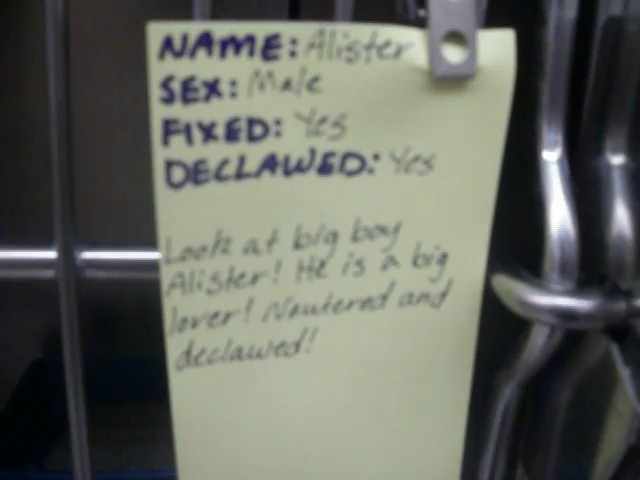 NAME: Alister
SEX: Male
FIXED: Yes
DECLAWED: Yes
Look at big boy
Alister! He is a big
lover! Neutered and
declawed!